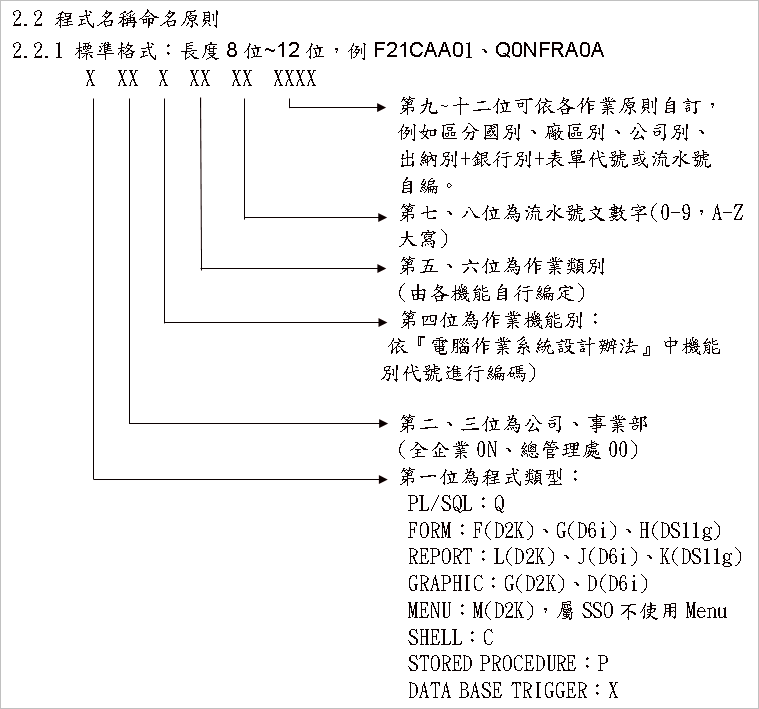 2.2 程式名稱命名原則
2.2.1 標準格式：長度 8 位~12 位，例 F21CAA01、Q0NFRA0A
X XX X XX XX XXXX
第九~十二位可依各作業原則自訂，
例如區分國別、廠區別、公司別、
出納別+銀行別+表單代號或流水號
自編。
第七、八位為流水號文數字(0-9，A-Z
大寫)
第五、六位為作業類別
(由各機能自行編定)
第四位為作業機能別：
依『電腦作業系統設計辦法』中機能
別代號進行編碼)
第二、三位為公司、事業部
(全企業 0N、總管理處 00)
第一位為程式類型：
PL/SQL：Q
FORM：F(D2K)、G(D6i)、H(DS11g)
REPORT：L(D2K)、J(D6i)、K(DS11g)
GRAPHIC：G(D2K)、D(D6i)
MENU：M(D2K)，屬 SSO 不使用 Menu
SHELL：C
STORED PROCEDURE：P
DATA BASE TRIGGER：X